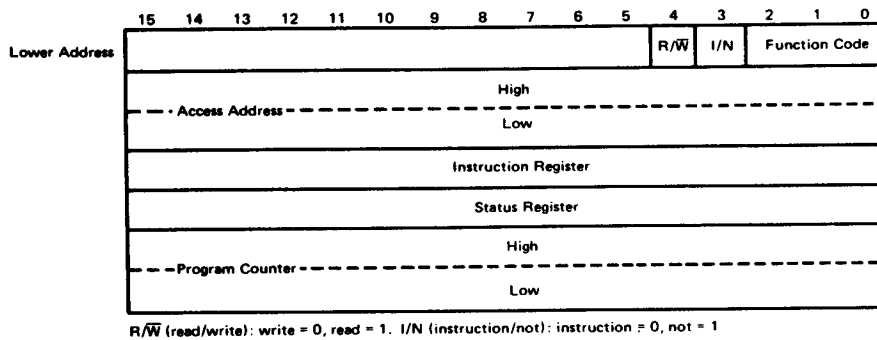 15 14 13 12 11 10 9 8 7 6 5 4 3 2 1 0
Lower Address R/W̅ I/N Function Code
High
Access Address
Low
Instruction Register
Status Register
High
Program Counter
Low
R/W̅ (read/write): write = 0, read = 1. I/N (instruction/not): instruction = 0, not = 1